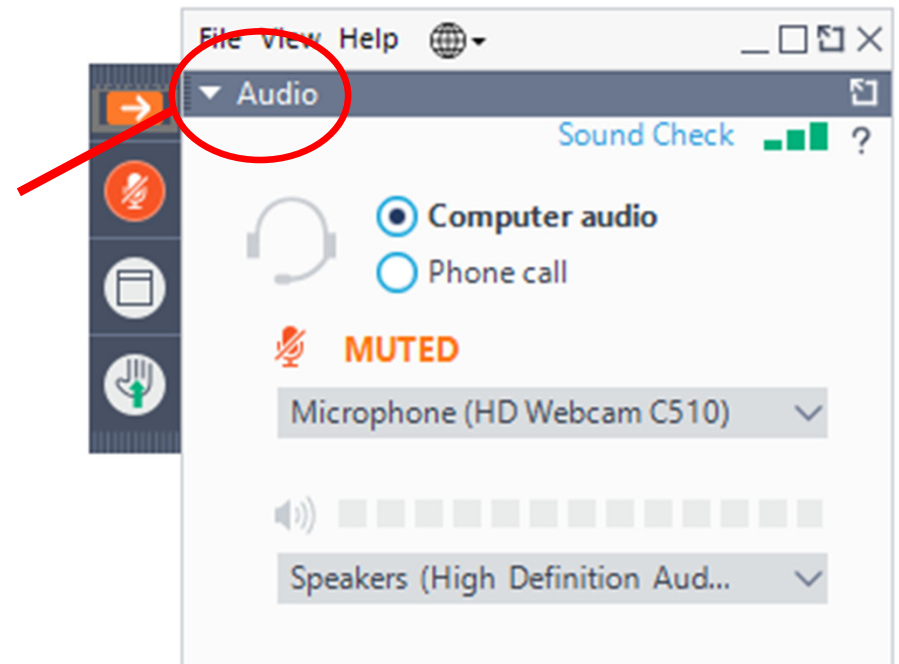 File View Help
Audio
Sound Check ?
Computer audio
Phone call
MUTED
Microphone (HD Webcam C510)
Speakers (High Definition Aud...